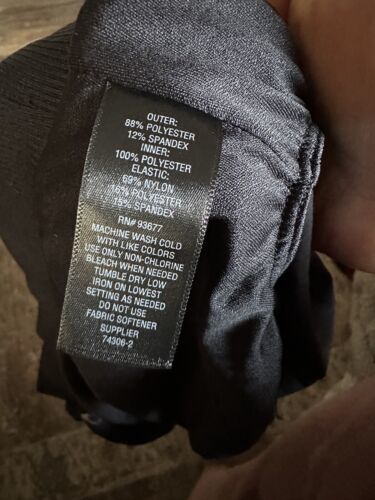 OUTER:
88% POLYESTER
12% SPANDEX
INNER:
100% POLYESTER
ELASTIC:
69% NYLON
16% POLYESTER
15% SPANDEX
RN# 93677
MACHINE WASH COLD
WITH LIKE COLORS
USE ONLY NON-CHLORINE
BLEACH WHEN NEEDED
TUMBLE DRY LOW
IRON ON LOWEST
SETTING AS NEEDED
DO NOT USE
FABRIC SOFTENER
SUPPLIER
74306-2